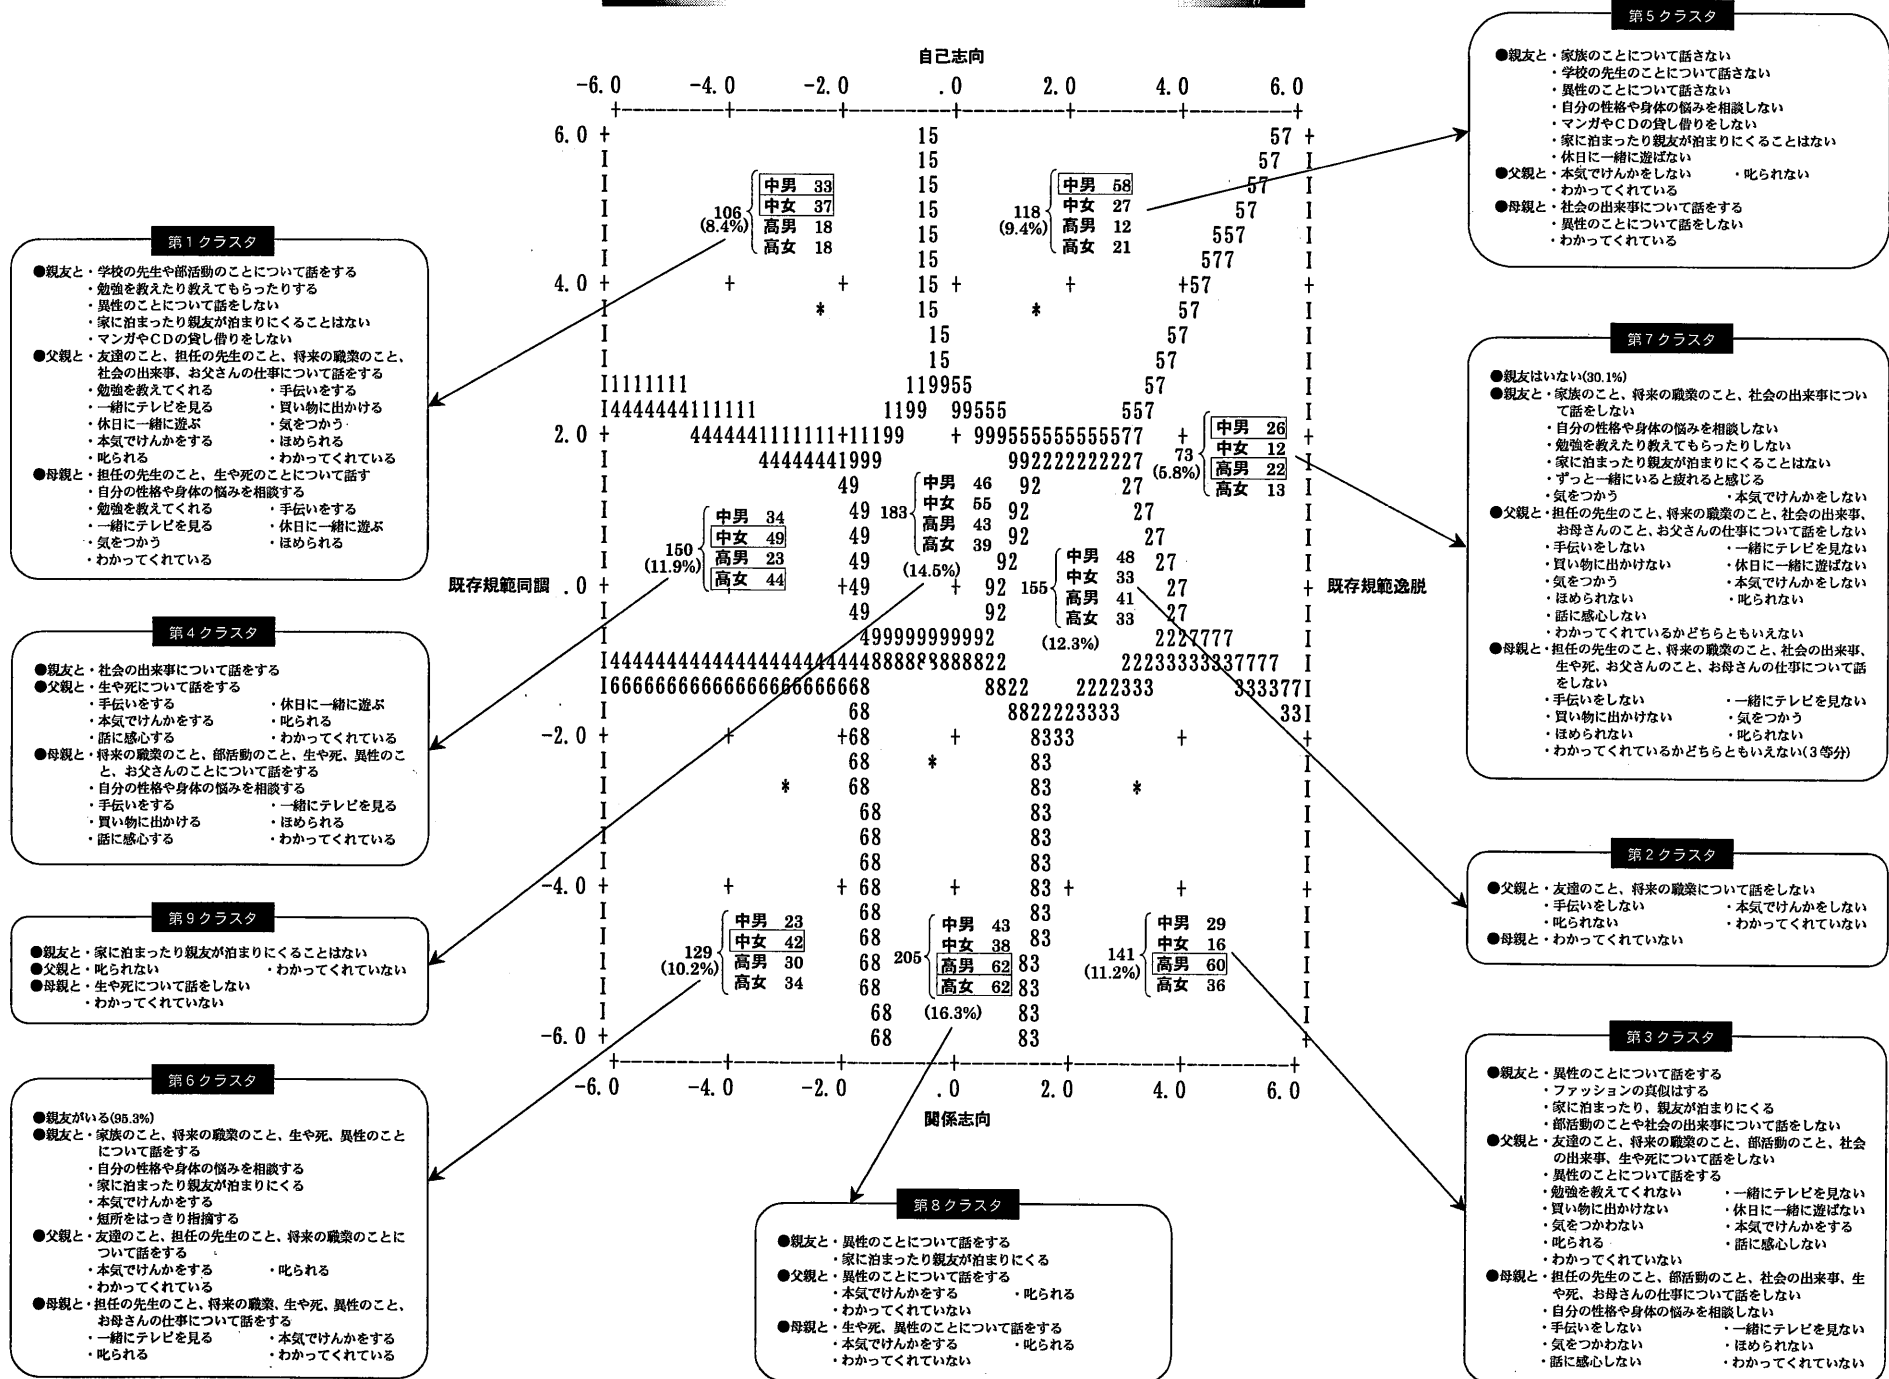 自己志向
-6.0 -4.0 -2.0 .0 2.0 4.0 6.0
6.0
4.0
2.0
既存規範同調 .0
既存規範逸脱
-2.0
-4.0
-6.0
-6.0 -4.0 -2.0 .0 2.0 4.0 6.0
関係志向
106
(8.4%)
中男 33
中女 37
高男 18
高女 18
118
(9.4%)
中男 58
中女 27
高男 12
高女 21
73
(5.8%)
中男 26
中女 12
高男 22
高女 13
183
中男 46
中女 55
高男 43
高女 39
(14.5%)
150
(11.9%)
中男 34
中女 49
高男 23
高女 44
155
中男 48
中女 33
高男 41
高女 33
(12.3%)
129
(10.2%)
中男 23
中女 42
高男 30
高女 34
205
中男 43
中女 38
高男 62
高女 62
(16.3%)
141
(11.2%)
中男 29
中女 16
高男 60
高女 36
第1クラスタ
●親友と・学校の先生や部活動のことについて話をする
・勉強を教えたり教えてもらったりする
・異性のことについて話をしない
・家に泊まったり親友が泊まりにくることはない
・マンガやCDの貸し借りをしない
●父親と・友達のこと、担任の先生のこと、将来の職業のこと、
社会の出来事、お父さんの仕事について話をする
・勉強を教えてくれる ・手伝いをする
・一緒にテレビを見る ・買い物に出かける
・休日に一緒に遊ぶ ・気をつかう
・本気でけんかをする ・ほめられる
・叱られる ・わかってくれている
●母親と・担任の先生のこと、生や死のことについて話す
・自分の性格や身体の悩みを相談する
・勉強を教えてくれる ・手伝いをする
・一緒にテレビを見る ・休日に一緒に遊ぶ
・気をつかう ・ほめられる
・わかってくれている
第4クラスタ
●親友と・社会の出来事について話をする
●父親と・生や死について話をする
・手伝いをする ・休日に一緒に遊ぶ
・本気でけんかをする ・叱られる
・話に感心する ・わかってくれている
●母親と・将来の職業のこと、部活動のこと、生や死、異性のこ
と、お父さんのことについて話をする
・自分の性格や身体の悩みを相談する
・手伝いをする ・一緒にテレビを見る
・買い物に出かける ・ほめられる
・話に感心する ・わかってくれている
第9クラスタ
●親友と・家に泊まったり親友が泊まりにくることはない
●父親と・叱られない ・わかってくれていない
●母親と・生や死について話をしない
・わかってくれていない
第6クラスタ
●親友がいる(95.3%)
●親友と・家族のこと、将来の職業のこと、生や死、異性のこと
について話をする
・自分の性格や身体の悩みを相談する
・家に泊まったり親友が泊まりにくる
・本気でけんかをする
・短所をはっきり指摘する
●父親と・友達のこと、担任の先生のこと、将来の職業のことに
ついて話をする
・本気でけんかをする ・叱られる
・わかってくれている
●母親と・担任の先生のこと、将来の職業、生や死、異性のこと、
お母さんの仕事について話をする
・一緒にテレビを見る ・本気でけんかをする
・叱られる ・わかってくれている
第8クラスタ
●親友と・異性のことについて話をする
・家に泊まったり親友が泊まりにくる
●父親と・異性のことについて話をする
・本気でけんかをする ・叱られる
・わかってくれていない
●母親と・生や死、異性のことについて話をする
・本気でけんかをする ・叱られる
・わかってくれていない
第5クラスタ
●親友と・家族のことについて話さない
・学校の先生のことについて話さない
・異性のことについて話さない
・自分の性格や身体の悩みを相談しない
・マンガやCDの貸し借りをしない
・家に泊まったり親友が泊まりにくることはない
・休日に一緒に遊ばない
●父親と・本気でけんかをしない ・叱られない
・わかってくれている
●母親と・社会の出来事について話をする
・異性のことについて話をしない
・わかってくれている
第7クラスタ
●親友はいない(30.1%)
●親友と・家族のこと、将来の職業のこと、社会の出来事につい
て話をしない
・自分の性格や身体の悩みを相談しない
・勉強を教えたり教えてもらったりしない
・家に泊まったり親友が泊まりにくることはない
・ずっと一緒にいると疲れると感じる
・気をつかう ・本気でけんかをしない
●父親と・担任の先生のこと、将来の職業のこと、社会の出来事、
お母さんのこと、お父さんの仕事について話をしない
・手伝いをしない ・一緒にテレビを見ない
・買い物に出かけない ・休日に一緒に遊ばない
・気をつかう ・本気でけんかをしない
・ほめられない ・叱られない
・話に感心しない
・わかってくれているかどちらともいえない
●母親と・担任の先生のこと、将来の職業のこと、社会の出来事、
生や死、お父さんのこと、お母さんの仕事について話
をしない
・手伝いをしない ・一緒にテレビを見ない
・買い物に出かけない ・気をつかう
・ほめられない ・叱られない
・わかってくれているかどちらともいえない(3等分)
第2クラスタ
●父親と・友達のこと、将来の職業について話をしない
・手伝いをしない ・本気でけんかをしない
・叱られない ・わかってくれていない
●母親と・わかってくれていない
第3クラスタ
●親友と・異性のことについて話をする
・ファッションの真似はする
・家に泊まったり、親友が泊まりにくる
・部活動のことや社会の出来事について話をしない
●父親と・友達のこと、将来の職業のこと、部活動のこと、社会
の出来事、生や死について話をしない
・異性のことについて話をする
・勉強を教えてくれない ・一緒にテレビを見ない
・買い物に出かけない ・休日に一緒に遊ばない
・気をつかわない ・本気でけんかをする
・叱られる ・話に感心しない
・わかってくれていない
●母親と・担任の先生のこと、部活動のこと、社会の出来事、生
や死、お母さんの仕事について話をしない
・自分の性格や身体の悩みを相談しない
・手伝いをしない ・一緒にテレビを見ない
・気をつかわない ・ほめられない
・話に感心しない ・わかってくれていない